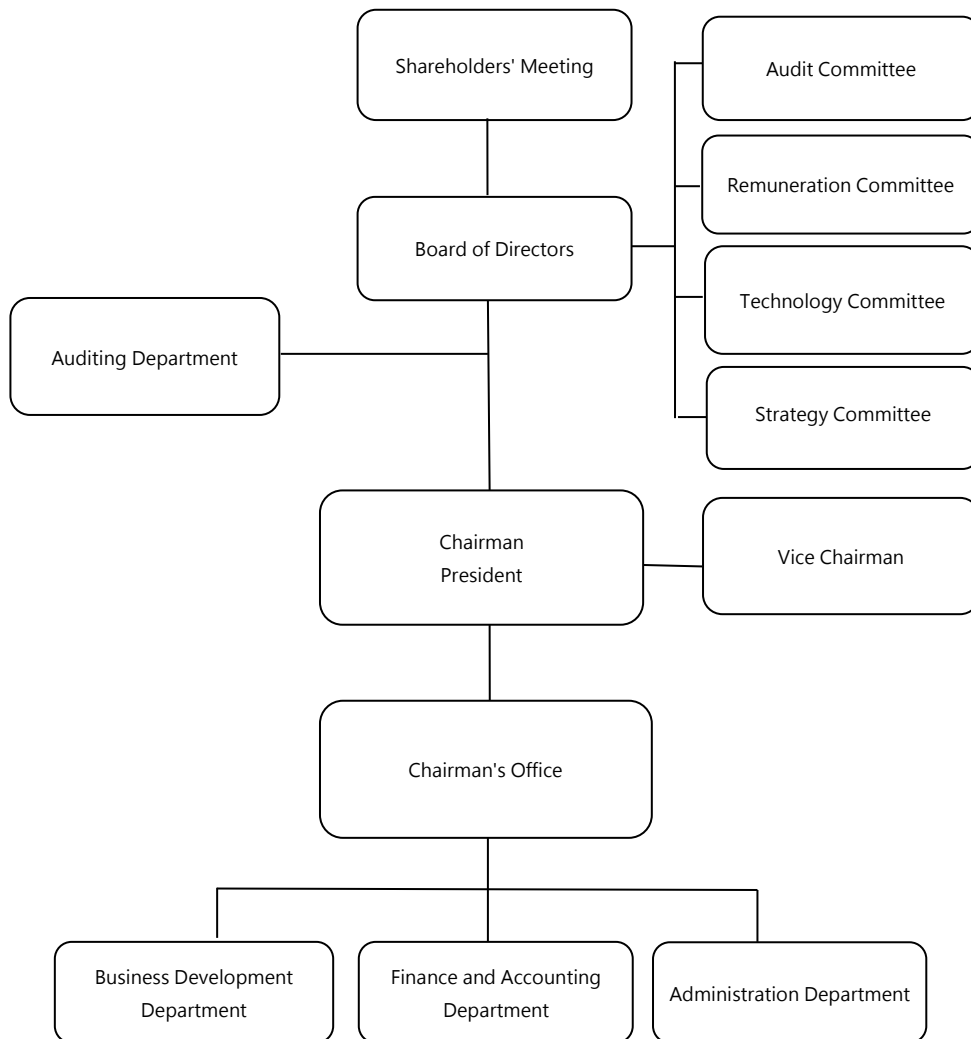 Shareholders' Meeting
Audit Committee
Remuneration Committee
Board of Directors
Technology Committee
Auditing Department
Strategy Committee
Chairman
President
Vice Chairman
Chairman's Office
Business Development
Department
Finance and Accounting
Department
Administration Department